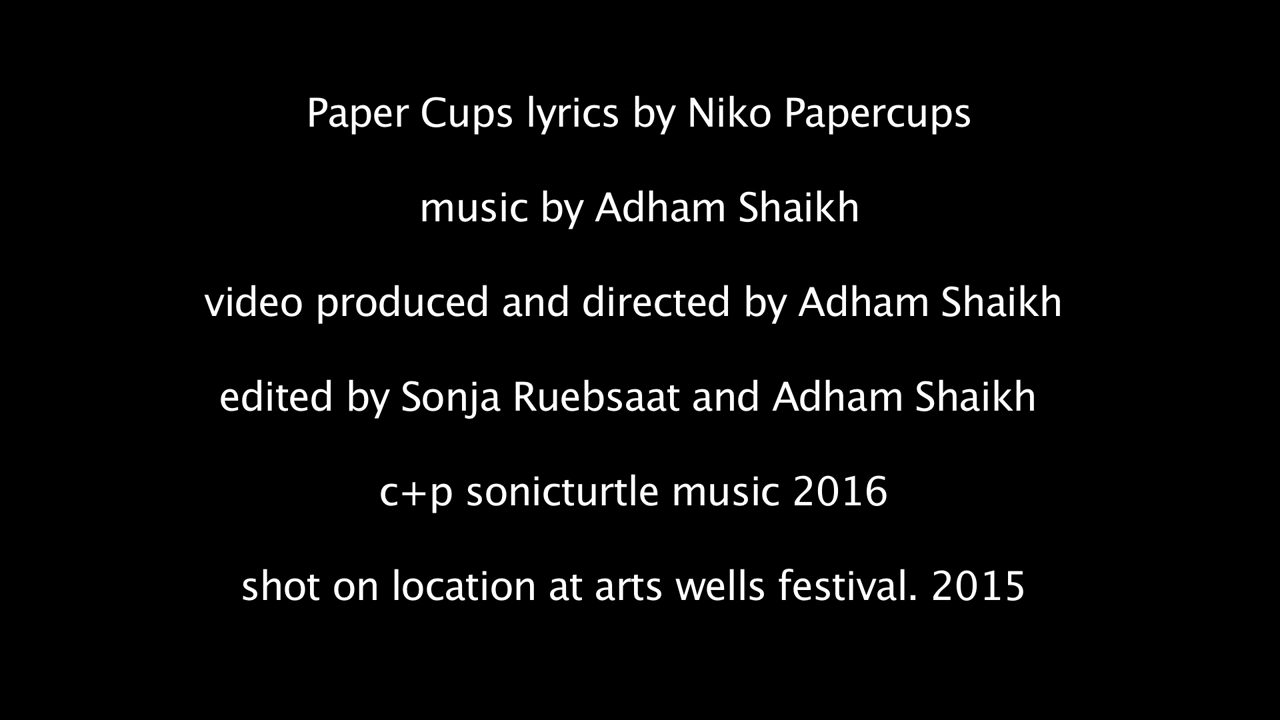 Paper Cups lyrics by Niko Papercups
music by Adham Shaikh
video produced and directed by Adham Shaikh
edited by Sonja Ruebsaat and Adham Shaikh
c+p sonicturtle music 2016
shot on location at arts wells festival. 2015